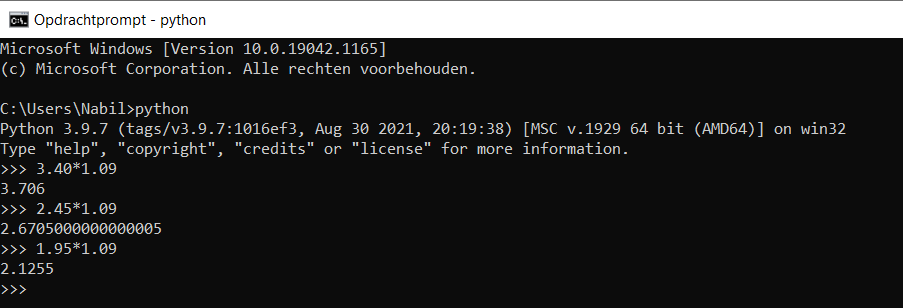 Opdrachtprompt - python
Microsoft Windows [Version 10.0.19042.1165]
(c) Microsoft Corporation. Alle rechten voorbehouden.
C:\Users\Nabil>python
Python 3.9.7 (tags/v3.9.7:1016ef3, Aug 30 2021, 20:19:38) [MSC v.1929 64 bit (AMD64)] on win32
Type "help", "copyright", "credits" or "license" for more information.
>>> 3.40*1.09
3.706
>>> 2.45*1.09
2.6705000000000005
>>> 1.95*1.09
2.1255
>>>